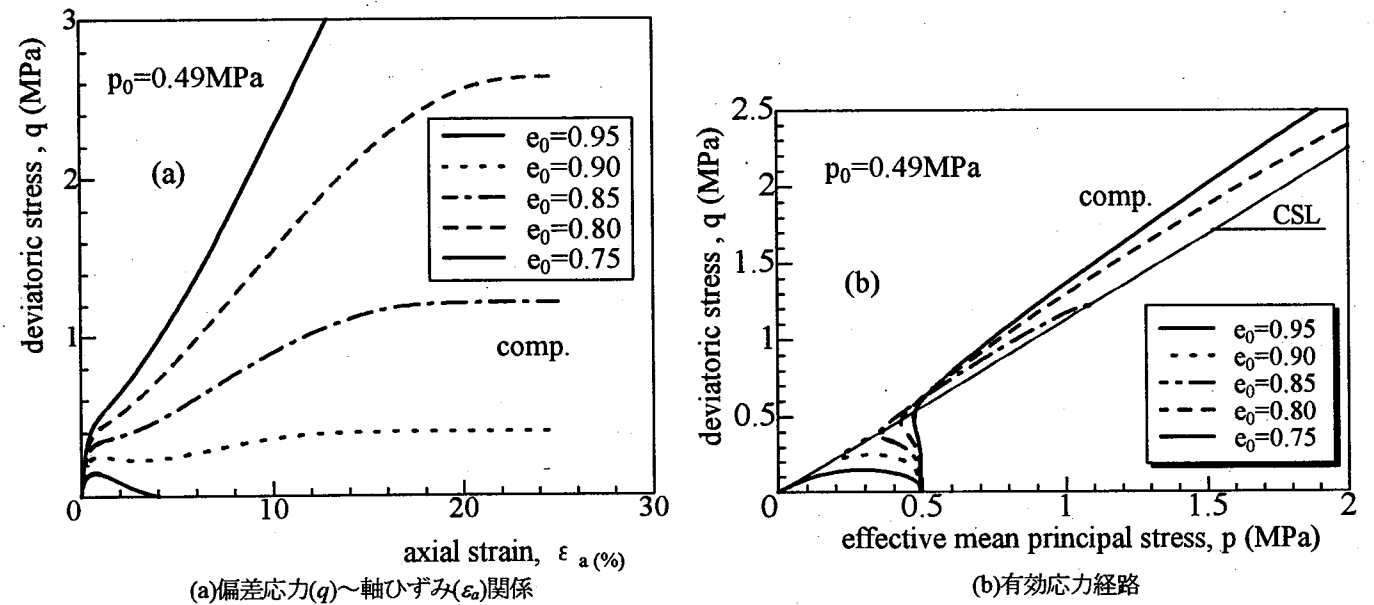 3
2
1
0
0
10
20
30
deviatoric stress , q (MPa)
p₀=0.49MPa
(a)
e₀=0.95
e₀=0.90
e₀=0.85
e₀=0.80
e₀=0.75
comp.
axial strain, ε a (%)
(a)偏差応力(q)～軸ひずみ(εa)関係
2.5
2
1.5
1
0.5
0
0
0.5
1
1.5
2
deviatoric stress , q (MPa)
p₀=0.49MPa
comp.
CSL
(b)
e₀=0.95
e₀=0.90
e₀=0.85
e₀=0.80
e₀=0.75
effective mean principal stress, p (MPa)
(b)有効応力経路